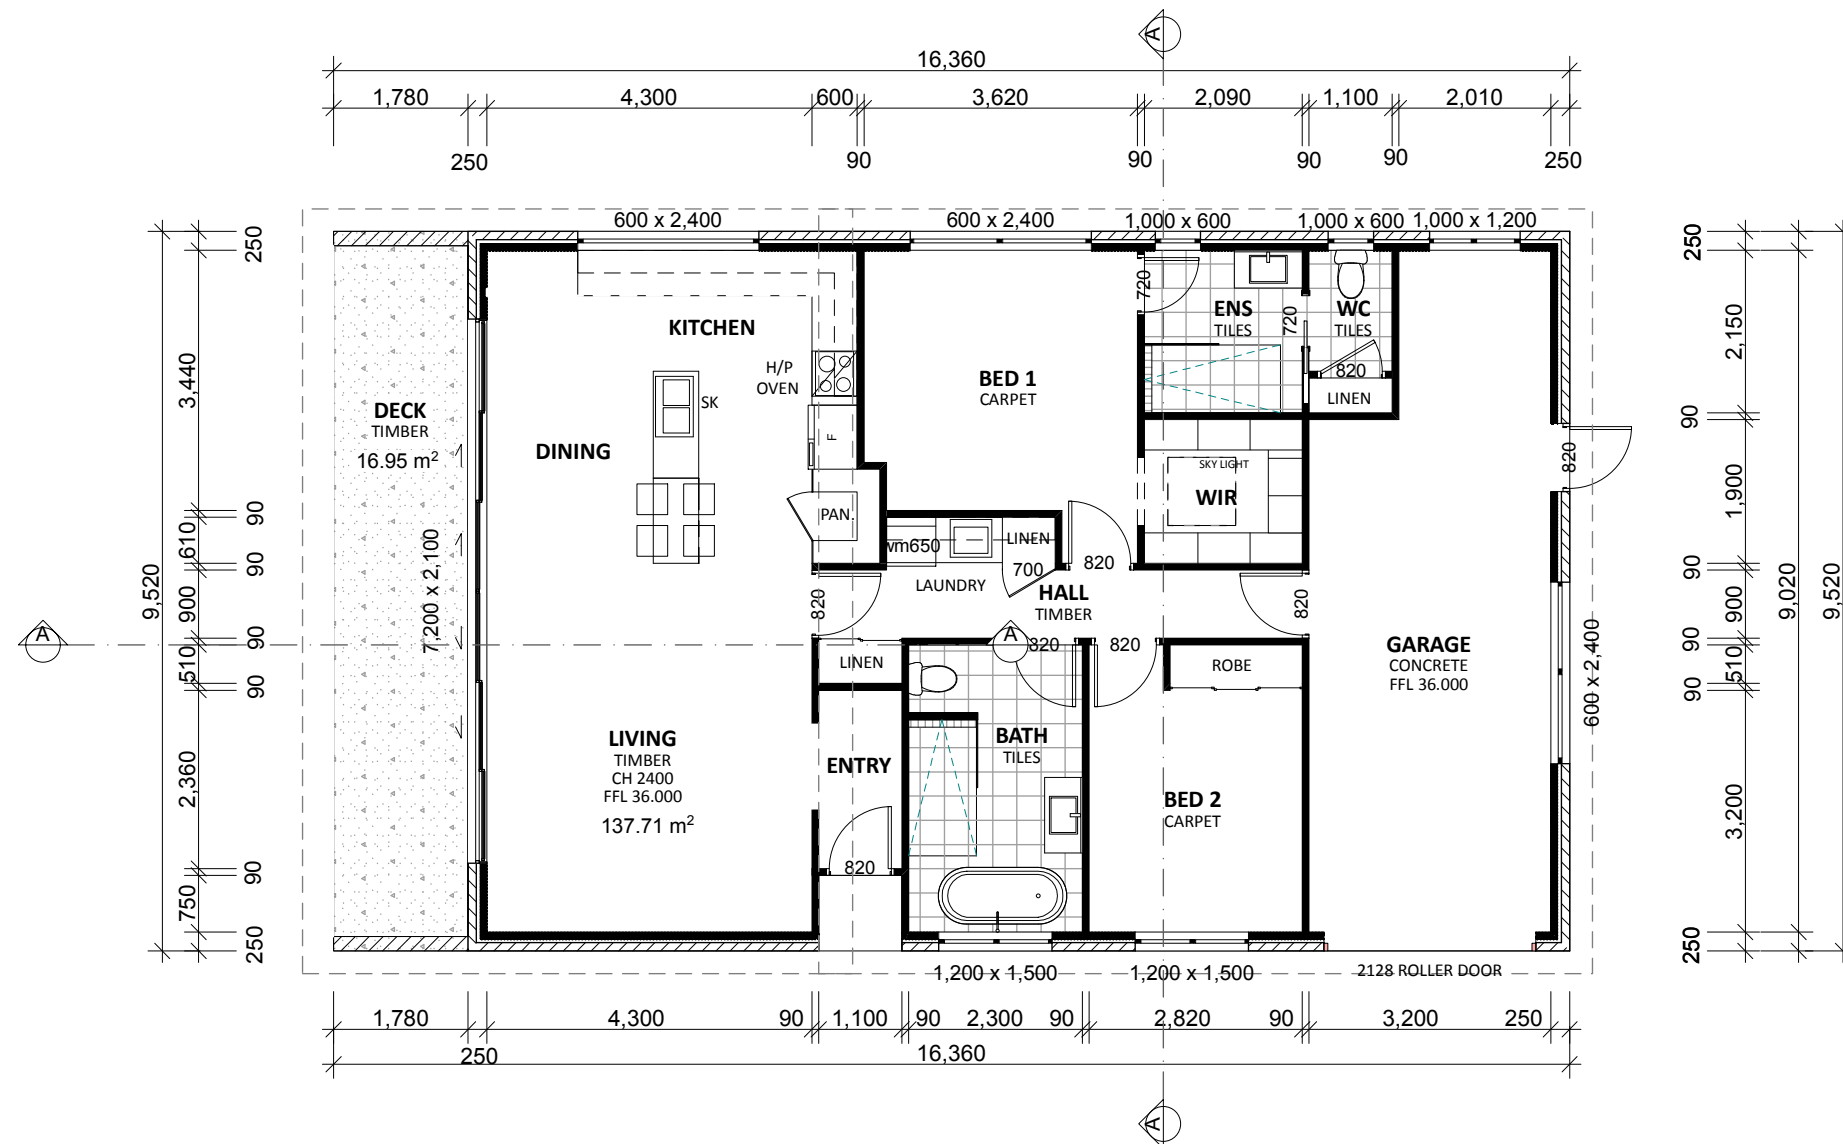 A
16,360
1,780 4,300 600 3,620 2,090 1,100 2,010
250 90 90 90 90 250
600 x 2,400 600 x 2,400 1,000 x 600 1,000 x 600 1,000 x 1,200
250
3,440
90
610
90
900
90
510
90
2,360
90
750
250
9,520
A
DECK
TIMBER
16.95 m²
7,200 x 2,100
KITCHEN
H/P
OVEN
SK
DINING
F
PAN.
BED 1
CARPET
720
ENS
TILES
720
WC
TILES
820
LINEN
SKY LIGHT
WIR
wm650
LINEN
700
LAUNDRY
820
HALL
TIMBER
820
820
A
820
820
LINEN
ROBE
LIVING
TIMBER
CH 2400
FFL 36.000
137.71 m²
ENTRY
820
BATH
TILES
BED 2
CARPET
GARAGE
CONCRETE
FFL 36.000
820
600 x 2,400
250
2,150
90
1,900
90
900
90
510
90
3,200
250
9,020
9,520
1,200 x 1,500 1,200 x 1,500 2128 ROLLER DOOR
1,780 4,300 90 1,100 90 2,300 90 2,820 90 3,200 250
250
16,360
A